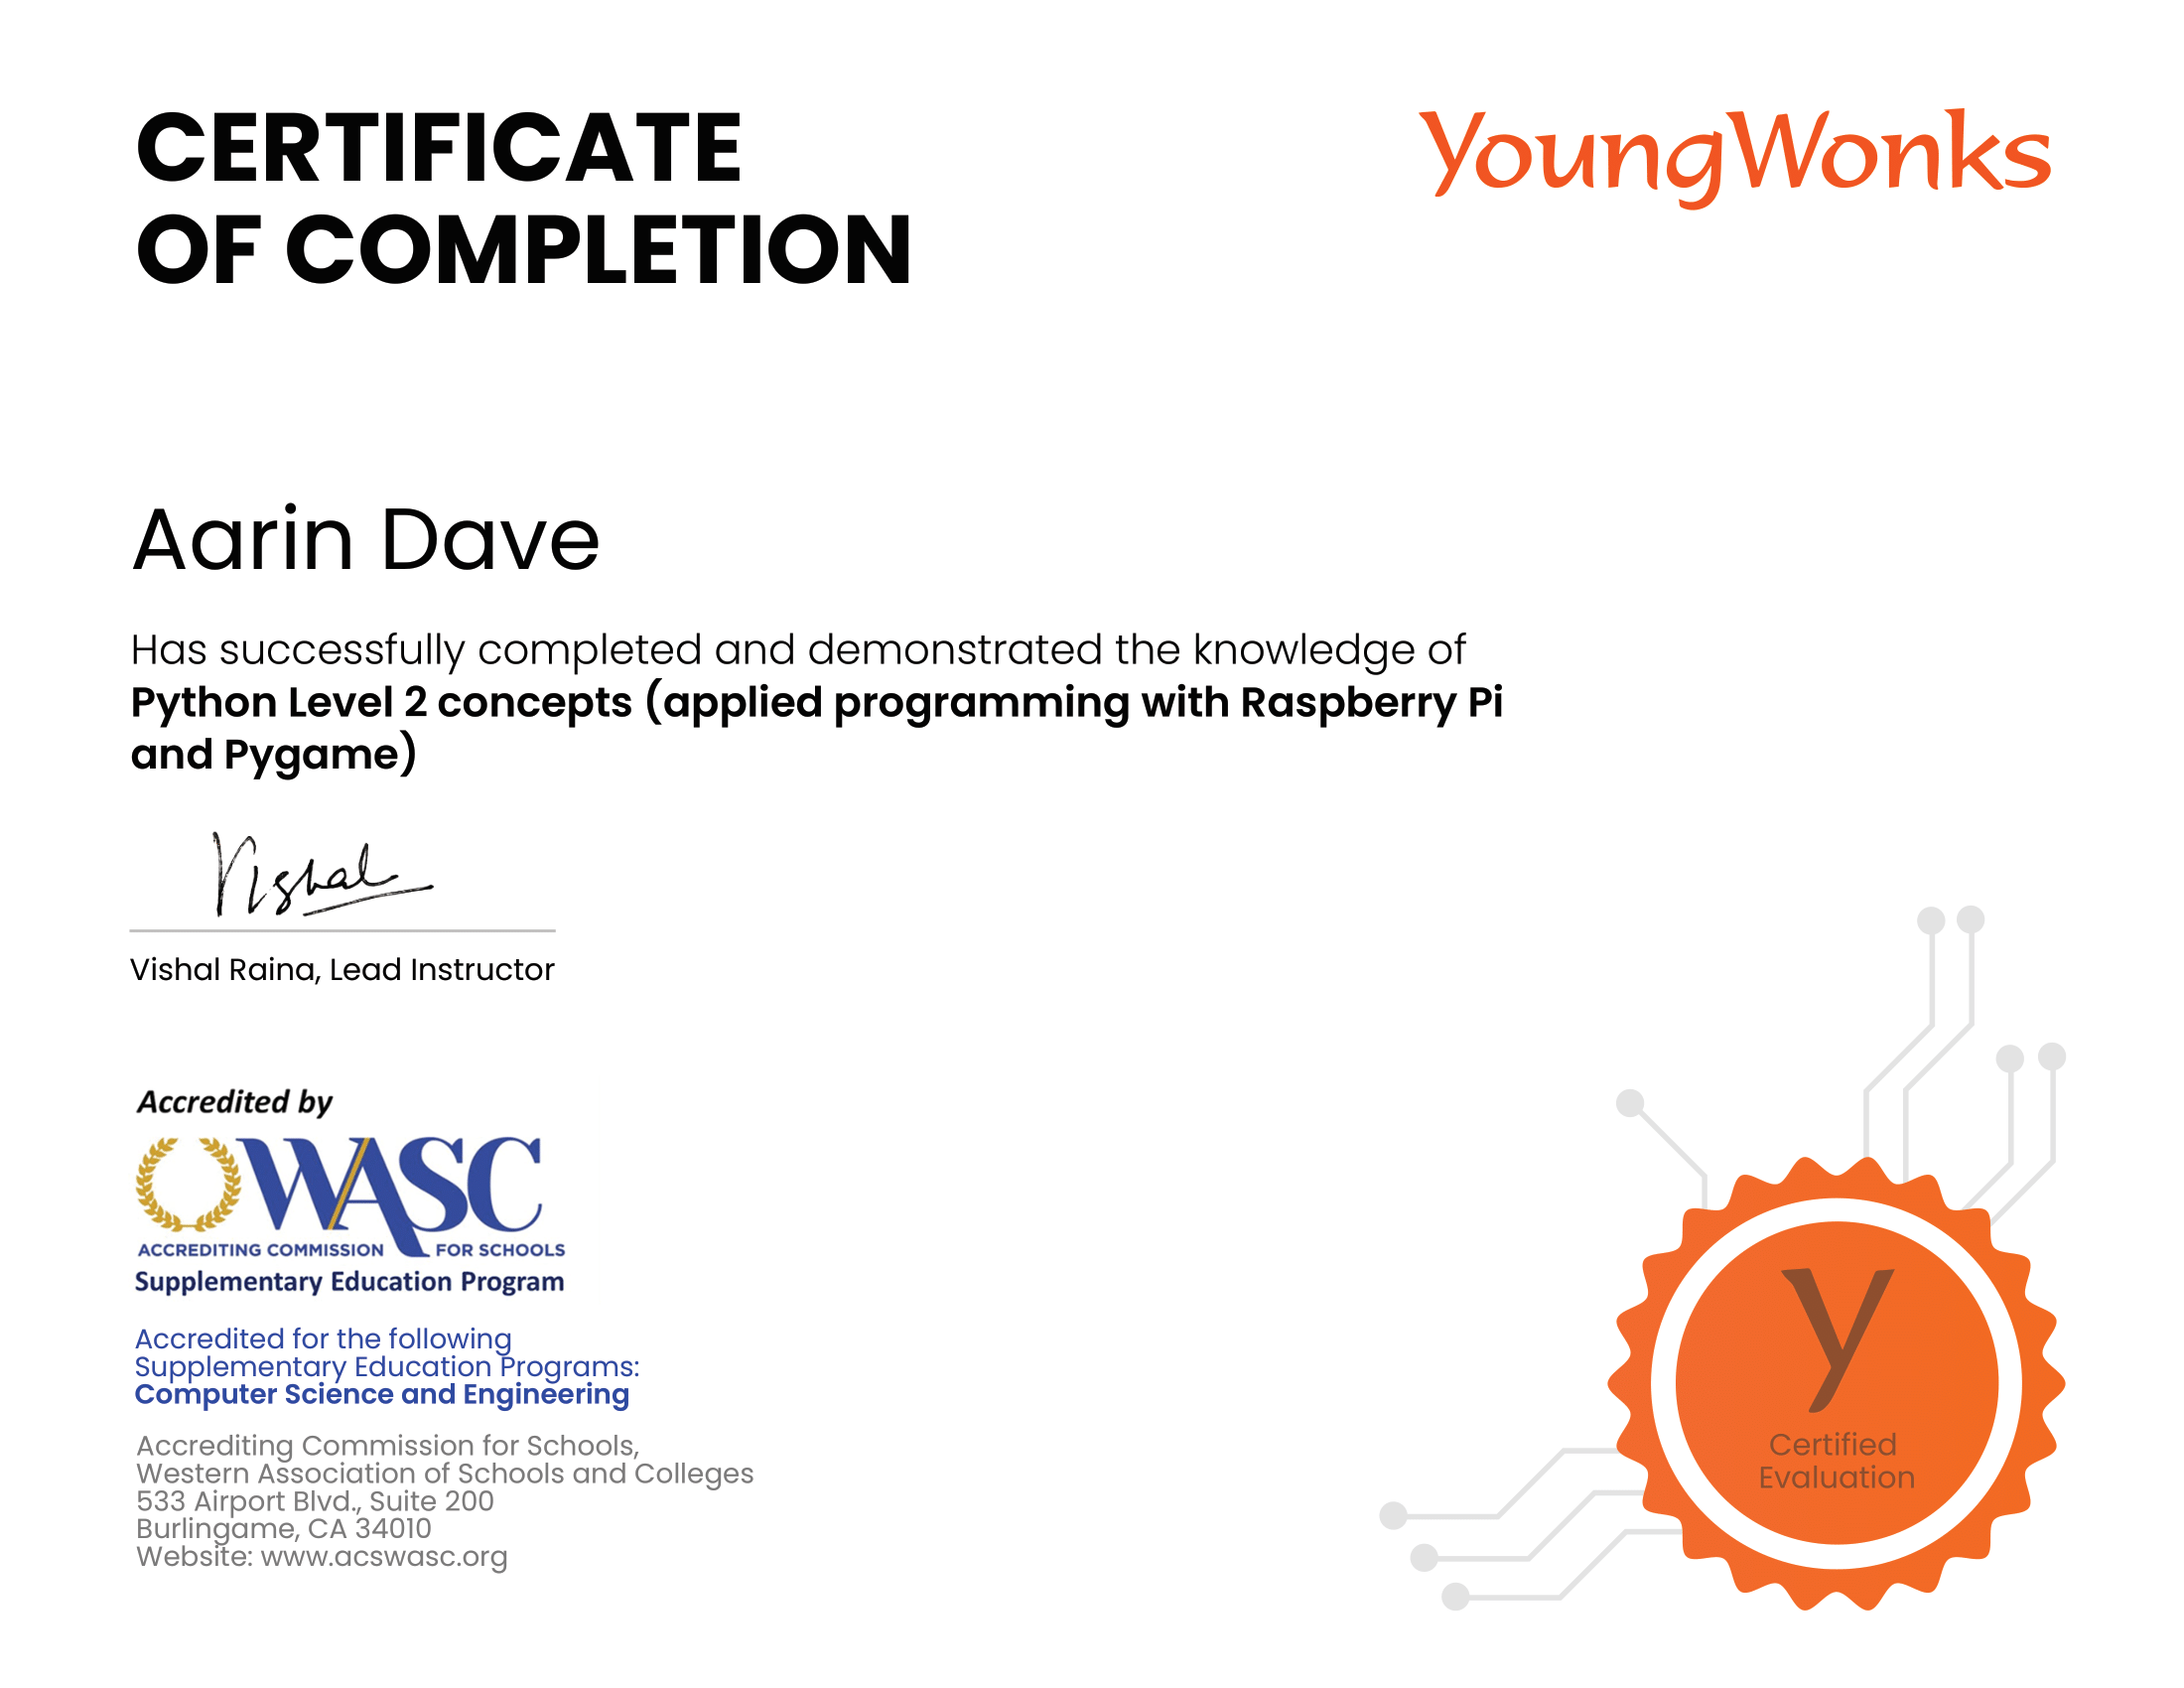 CERTIFICATE
OF COMPLETION
YoungWonks
Aarin Dave
Has successfully completed and demonstrated the knowledge of
Python Level 2 concepts (applied programming with Raspberry Pi
and Pygame)
Vishal
Vishal Raina, Lead Instructor
Accredited by
WASC
ACCREDITING COMMISSION FOR SCHOOLS
Supplementary Education Program
Accredited for the following
Supplementary Education Programs:
Computer Science and Engineering
Accrediting Commission for Schools,
Western Association of Schools and Colleges
533 Airport Blvd., Suite 200
Burlingame, CA 34010
Website: www.acswasc.org
y
Certified
Evaluation